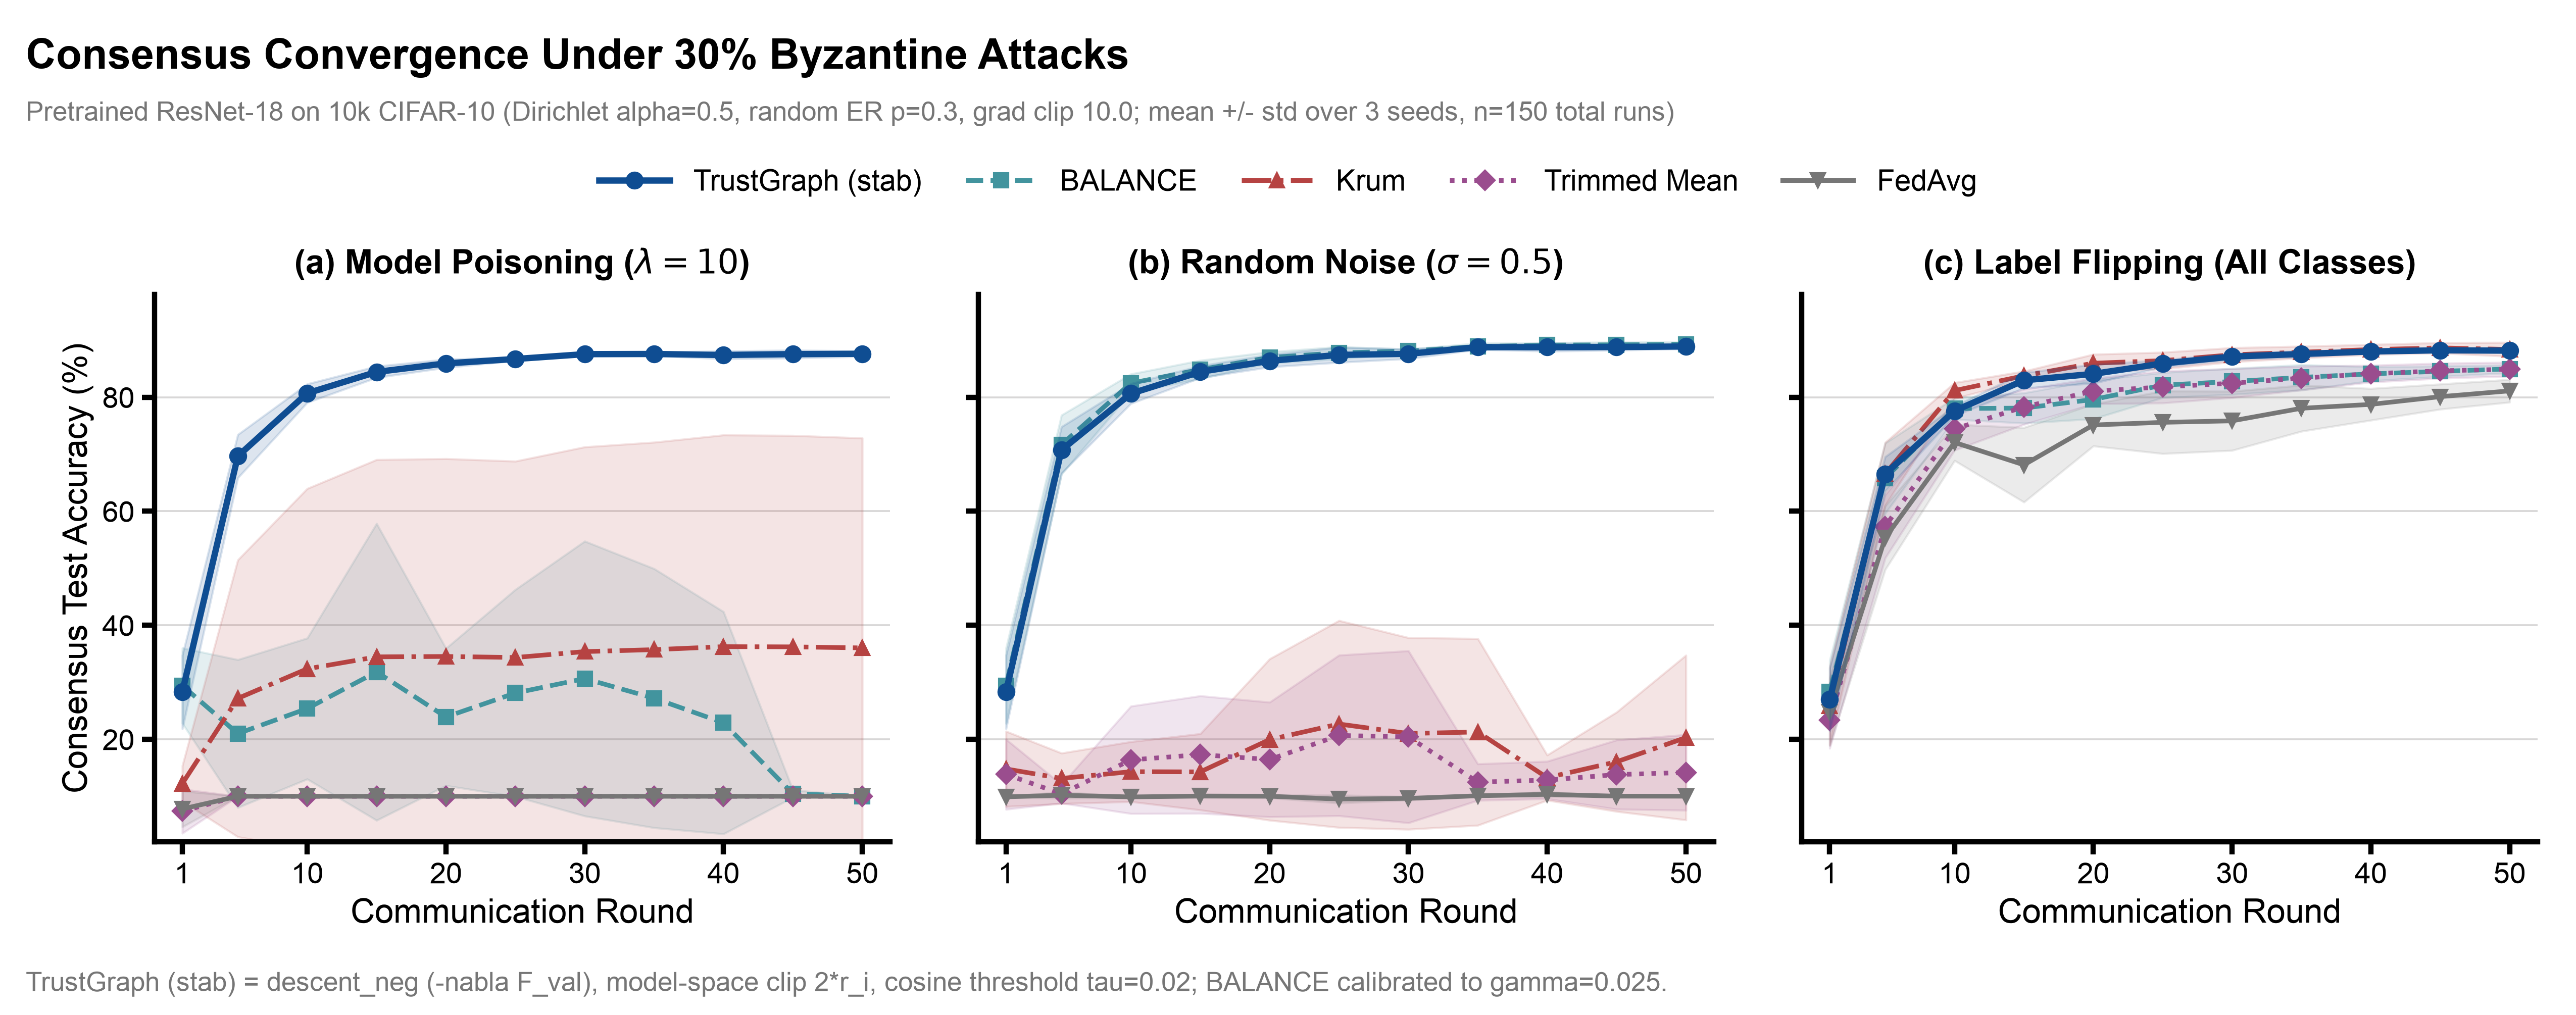 Consensus Convergence Under 30% Byzantine Attacks
Pretrained ResNet-18 on 10k CIFAR-10 (Dirichlet alpha=0.5, random ER p=0.3, grad clip 10.0; mean +/- std over 3 seeds, n=150 total runs)
TrustGraph (stab) BALANCE Krum Trimmed Mean FedAvg
(a) Model Poisoning (λ = 10)
Consensus Test Accuracy (%)
80
60
40
20
1 10 20 30 40 50
Communication Round
(b) Random Noise (σ = 0.5)
1 10 20 30 40 50
Communication Round
(c) Label Flipping (All Classes)
1 10 20 30 40 50
Communication Round
TrustGraph (stab) = descent_neg (-nabla F_val), model-space clip 2*r_i, cosine threshold tau=0.02; BALANCE calibrated to gamma=0.025.